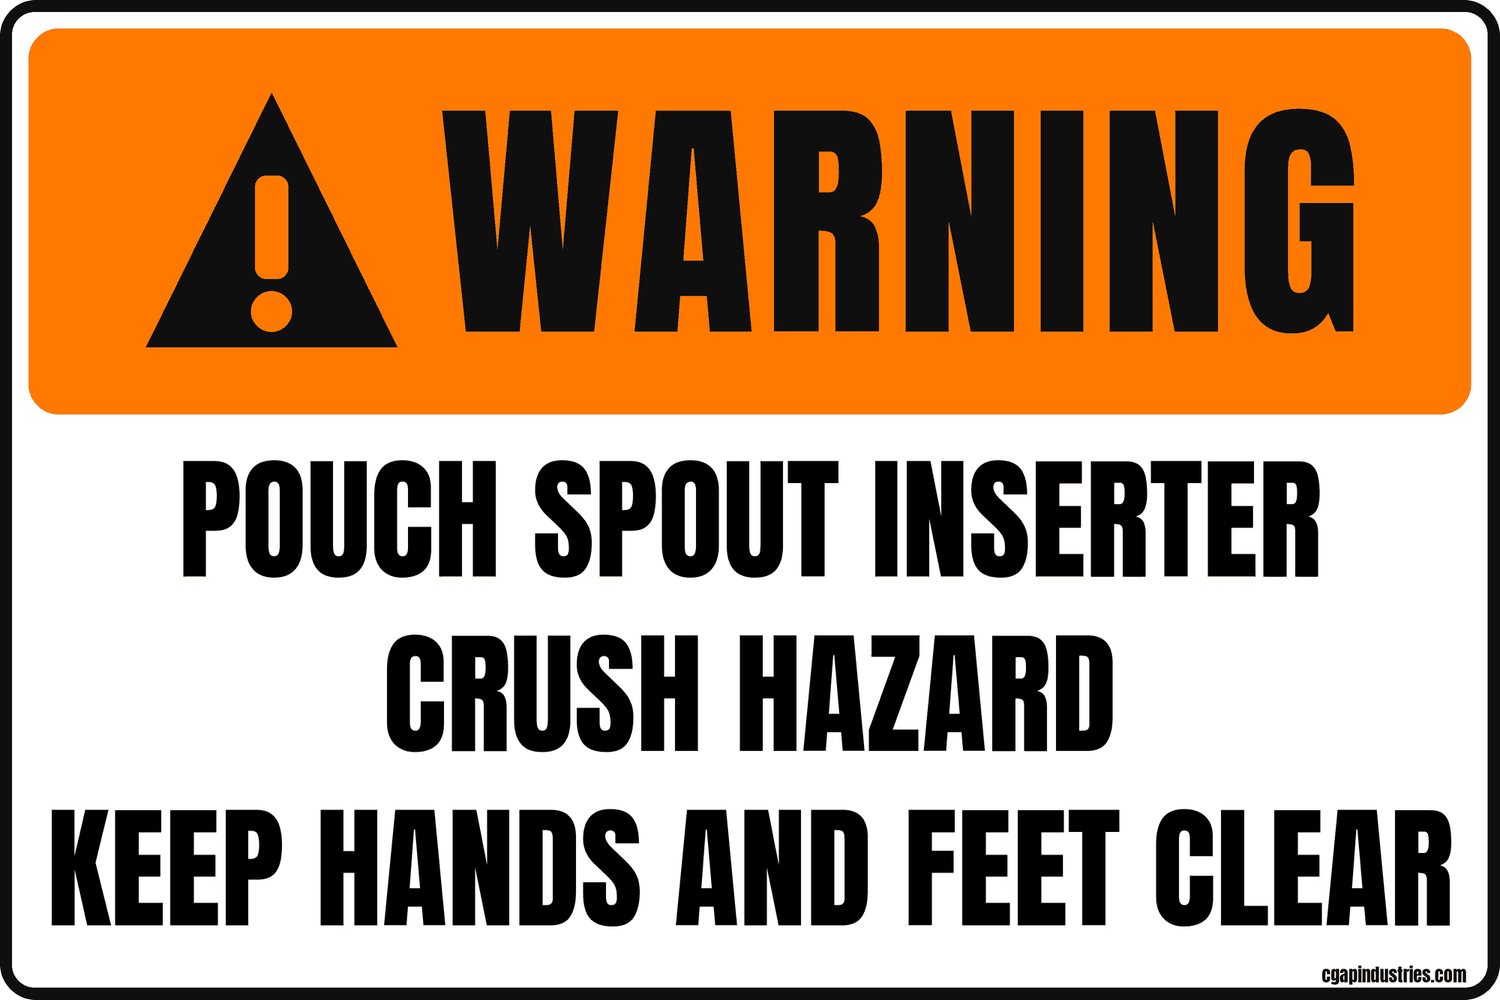 WARNING
POUCH SPOUT INSERTER
CRUSH HAZARD
KEEP HANDS AND FEET CLEAR
cgapindustries.com